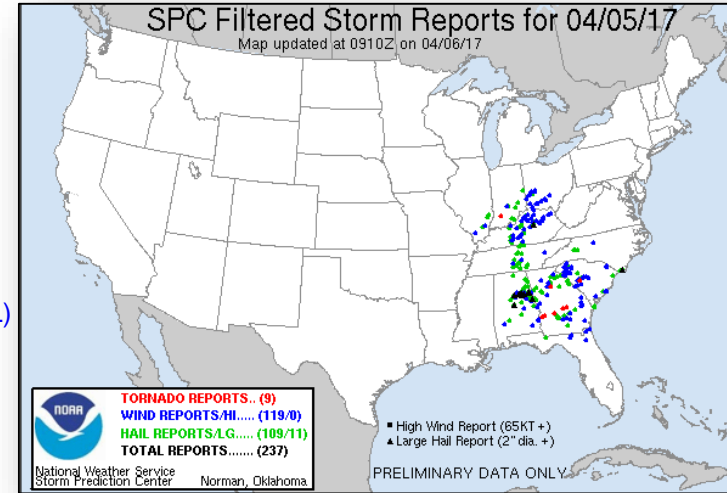 SPC Filtered Storm Reports for 04/05/17
Map updated at 0910Z on 04/06/17
)
NOAA
TORNADO REPORTS.. (9)
WIND REPORTS/HI..... (119/0)
HAIL REPORTS/LG..... (109/11)
TOTAL REPORTS....... (237)
National Weather Service
Storm Prediction Center Norman, Oklahoma
High Wind Report (65KT +)
Large Hail Report (2" dia. +)
PRELIMINARY DATA ONLY